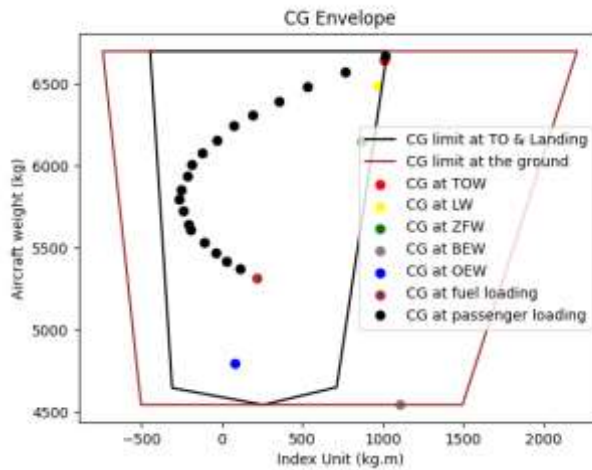 CG Envelope
Aircraft weight (kg)
6500
6000
5500
5000
4500
CG limit at TO & Landing
CG limit at the ground
CG at TOW
CG at LW
CG at ZFW
CG at BEW
CG at OEW
CG at fuel loading
CG at passenger loading
−500 0 500 1000 1500 2000
Index Unit (kg.m)